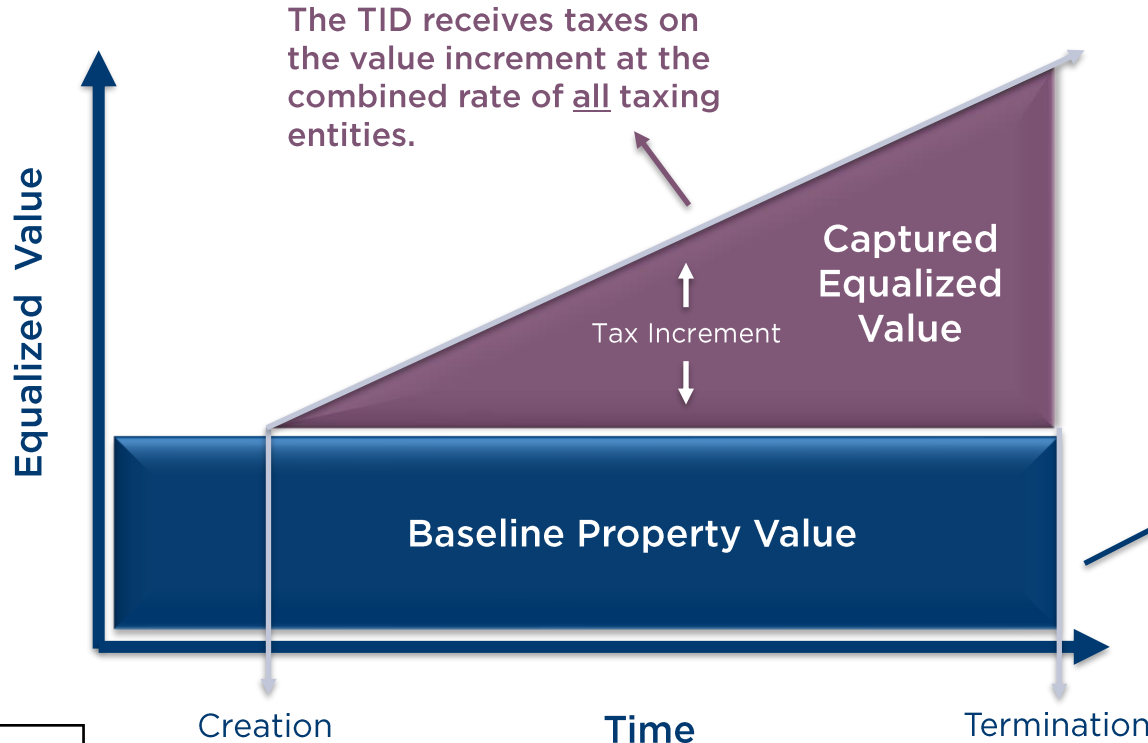 The TID receives taxes on
the value increment at the
combined rate of all taxing
entities.
Equalized Value
Captured
Equalized
Value
Tax Increment
Baseline Property Value
Creation
Time
Termination